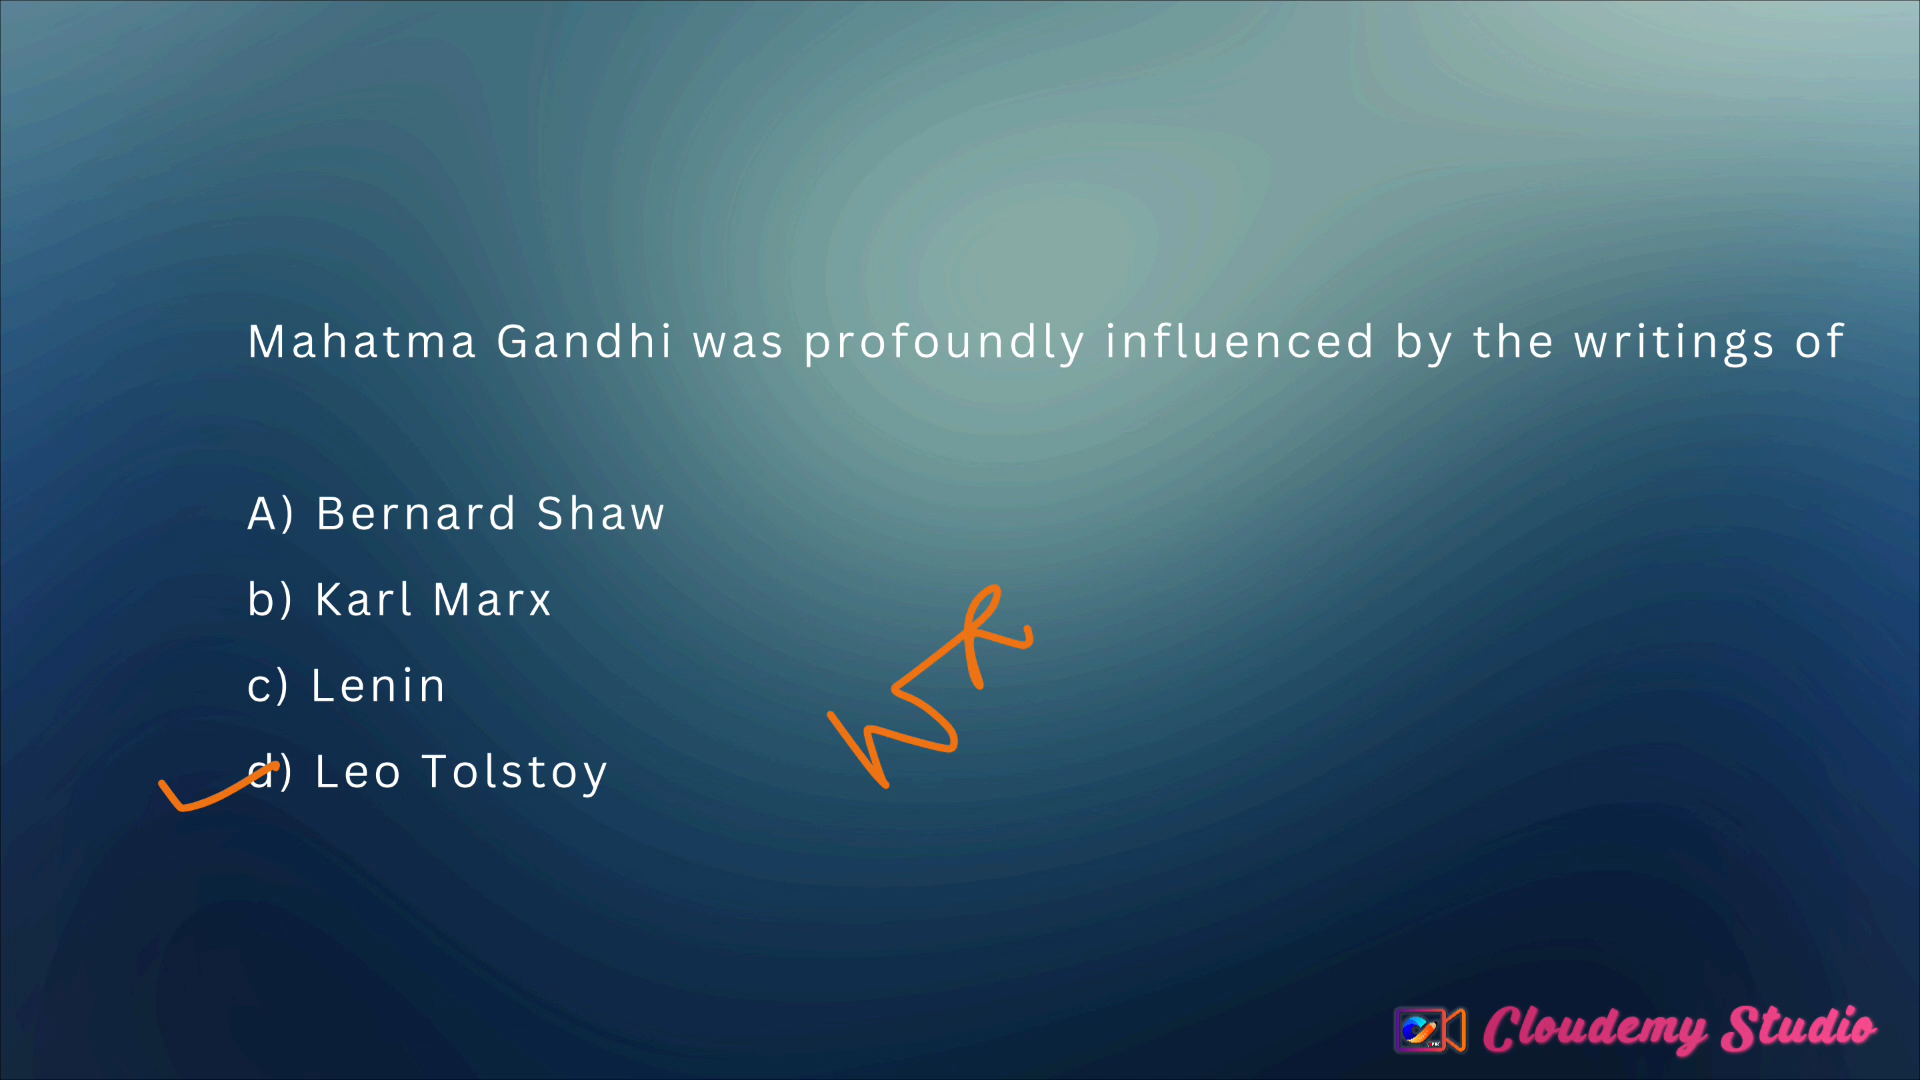 Mahatma Gandhi was profoundly influenced by the writings of
A) Bernard Shaw
b) Karl Marx
c) Lenin
d) Leo Tolstoy
Cloudemy Studio